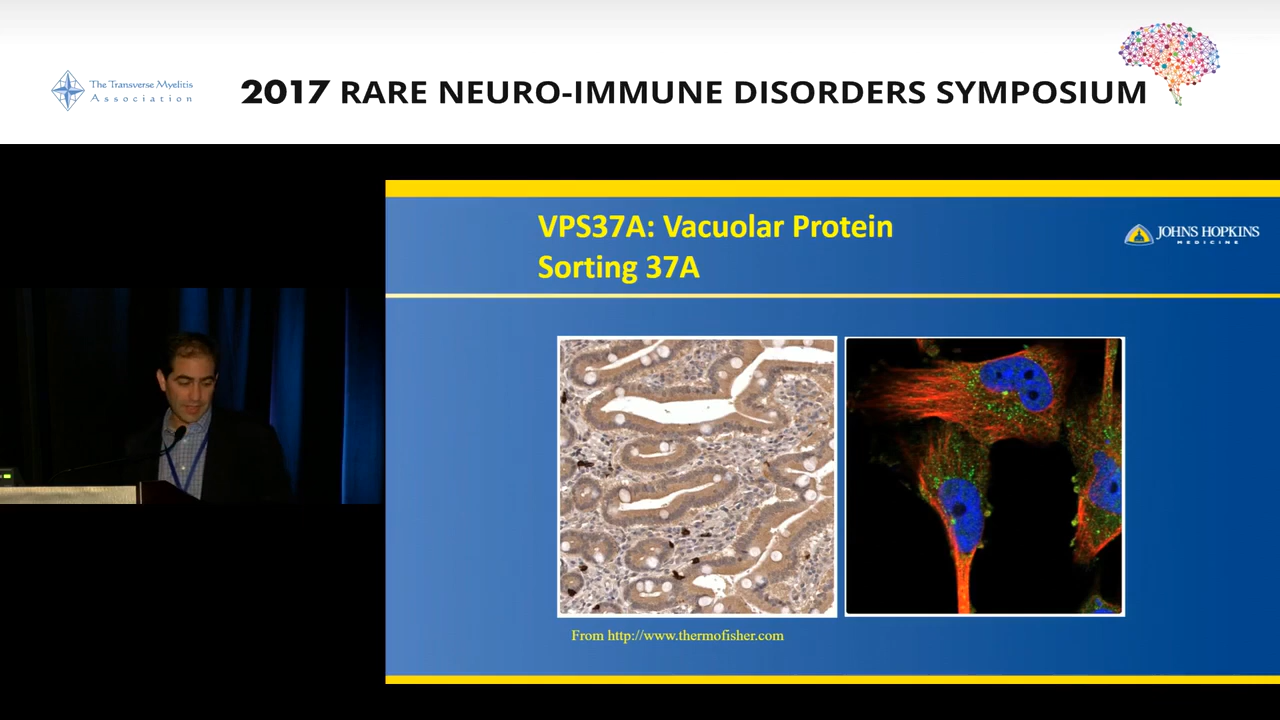 The Transverse Myelitis
Association
2017 RARE NEURO-IMMUNE DISORDERS SYMPOSIUM
VPS37A: Vacuolar Protein
Sorting 37A
JOHNS HOPKINS
MEDICINE
From http://www.thermofisher.com